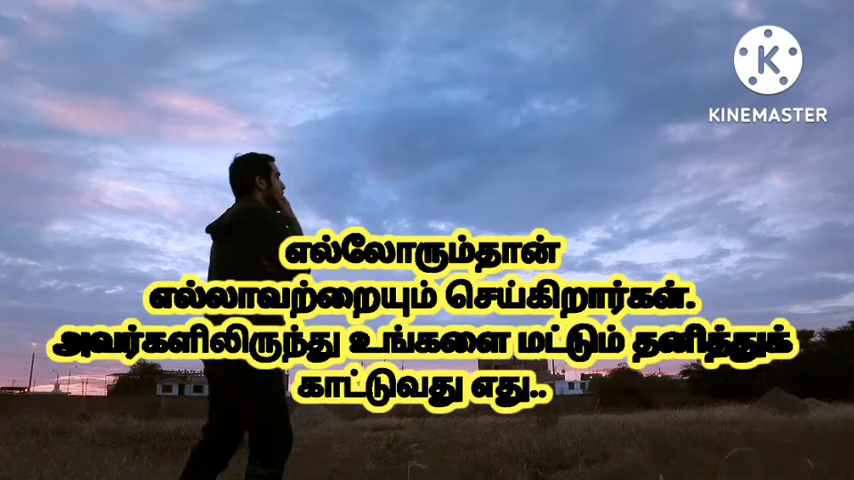 KINEMASTER
எல்லோரும்தான்
எல்லாவற்றையும் செய்கிறார்கள்.
அவர்களிலிருந்து உங்களை மட்டும் தனித்துக்
காட்டுவது எது..